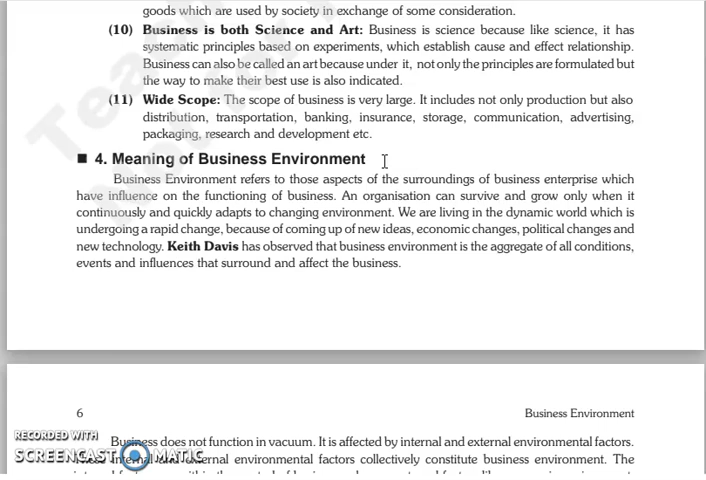 goods which are used by society in exchange of some consideration.
(10) Business is both Science and Art: Business is science because like science, it has
systematic principles based on experiments, which establish cause and effect relationship.
Business can also be called an art because under it, not only the principles are formulated but
the way to make their best use is also indicated.
(11) Wide Scope: The scope of business is very large. It includes not only production but also
distribution, transportation, banking, insurance, storage, communication, advertising,
packaging, research and development etc.
4. Meaning of Business Environment
Business Environment refers to those aspects of the surroundings of business enterprise which
have influence on the functioning of business. An organisation can survive and grow only when it
continuously and quickly adapts to changing environment. We are living in the dynamic world which is
undergoing a rapid change, because of coming up of new ideas, economic changes, political changes and
new technology. Keith Davis has observed that business environment is the aggregate of all conditions,
events and influences that surround and affect the business.
6 Business Environment
Business does not function in vacuum. It is affected by internal and external environmental factors.
internal external environmental factors collectively constitute business environment. The
RECORDED WITH
SCREENCAST MATIC